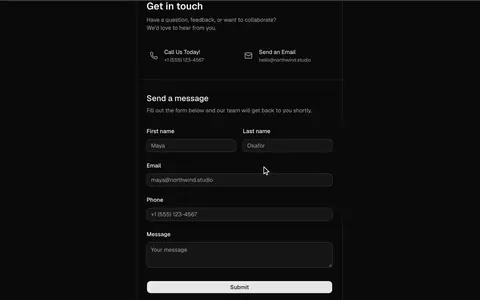 Get in touch
Have a question, feedback, or want to collaborate?
We'd love to hear from you.
Call Us Today!
+1 (555) 123-4567
Send an Email
hello@northwind.studio
Send a message
Fill out the form below and our team will get back to you shortly.
First name
Last name
Maya
Okafor
Email
maya@northwind.studio
Phone
+1 (555) 123-4567
Message
Your message
Submit